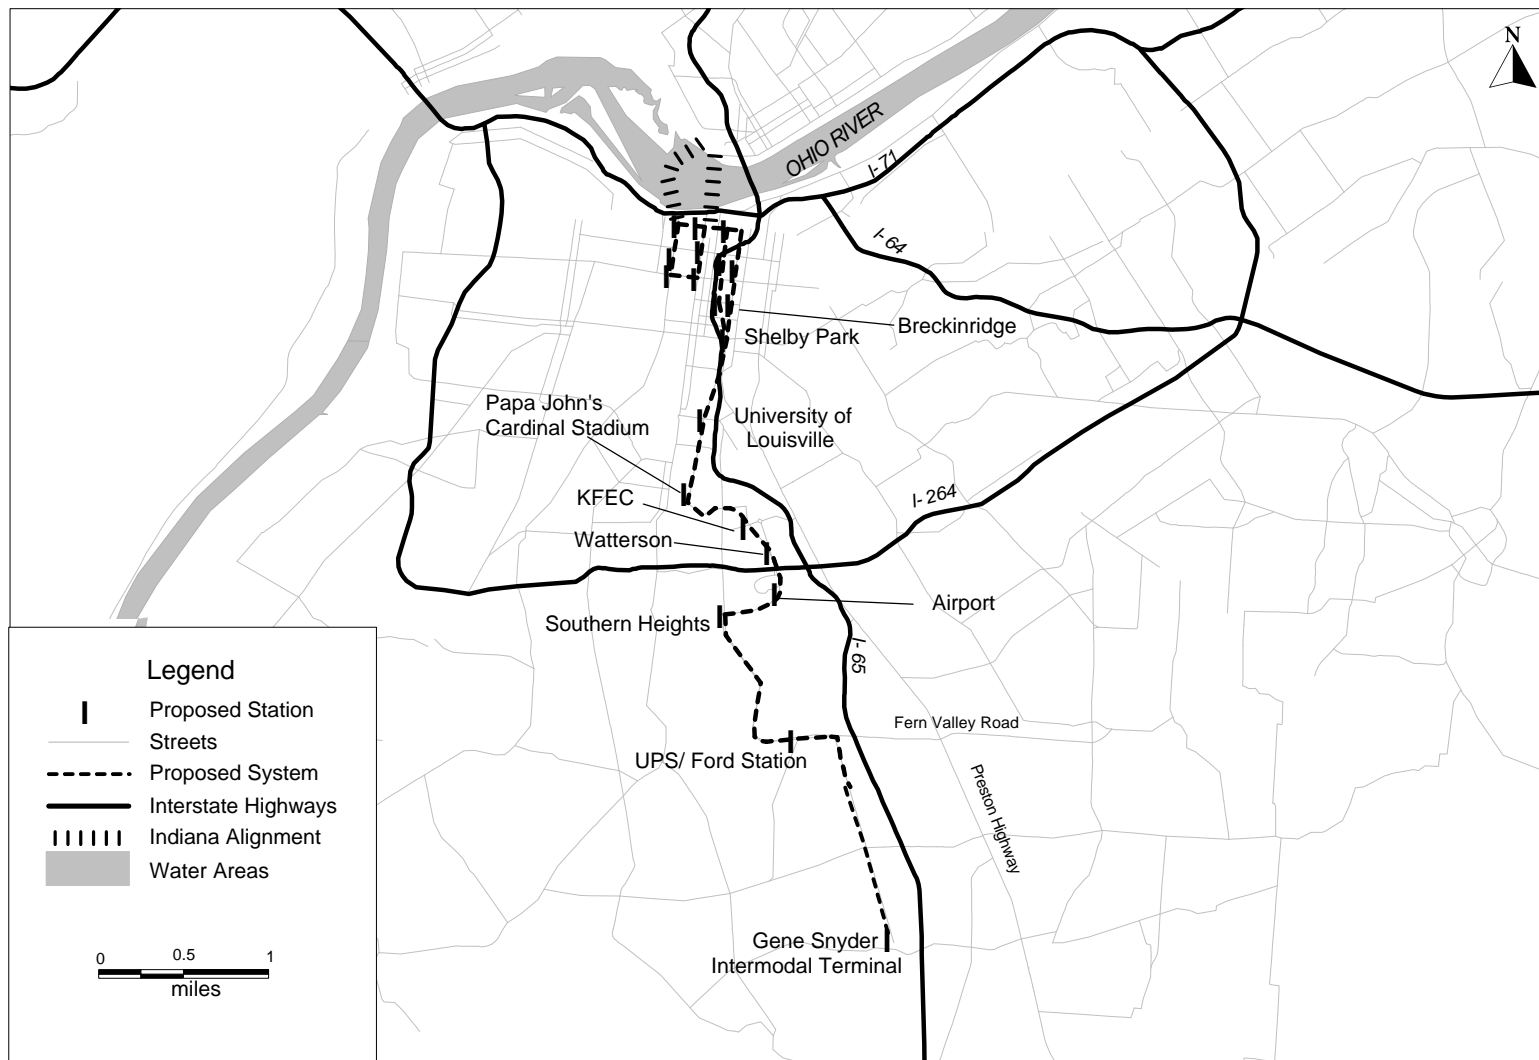 N
OHIO RIVER
I- 71
I- 64
Breckinridge
Shelby Park
Papa John's
Cardinal Stadium
University of
Louisville
KFEC
I- 264
Watterson
Airport
Southern Heights
I- 65
Fern Valley Road
UPS/ Ford Station
Preston Highway
Gene Snyder
Intermodal Terminal
Legend
Proposed Station
Streets
Proposed System
Interstate Highways
Indiana Alignment
Water Areas
0 0.5 1
miles